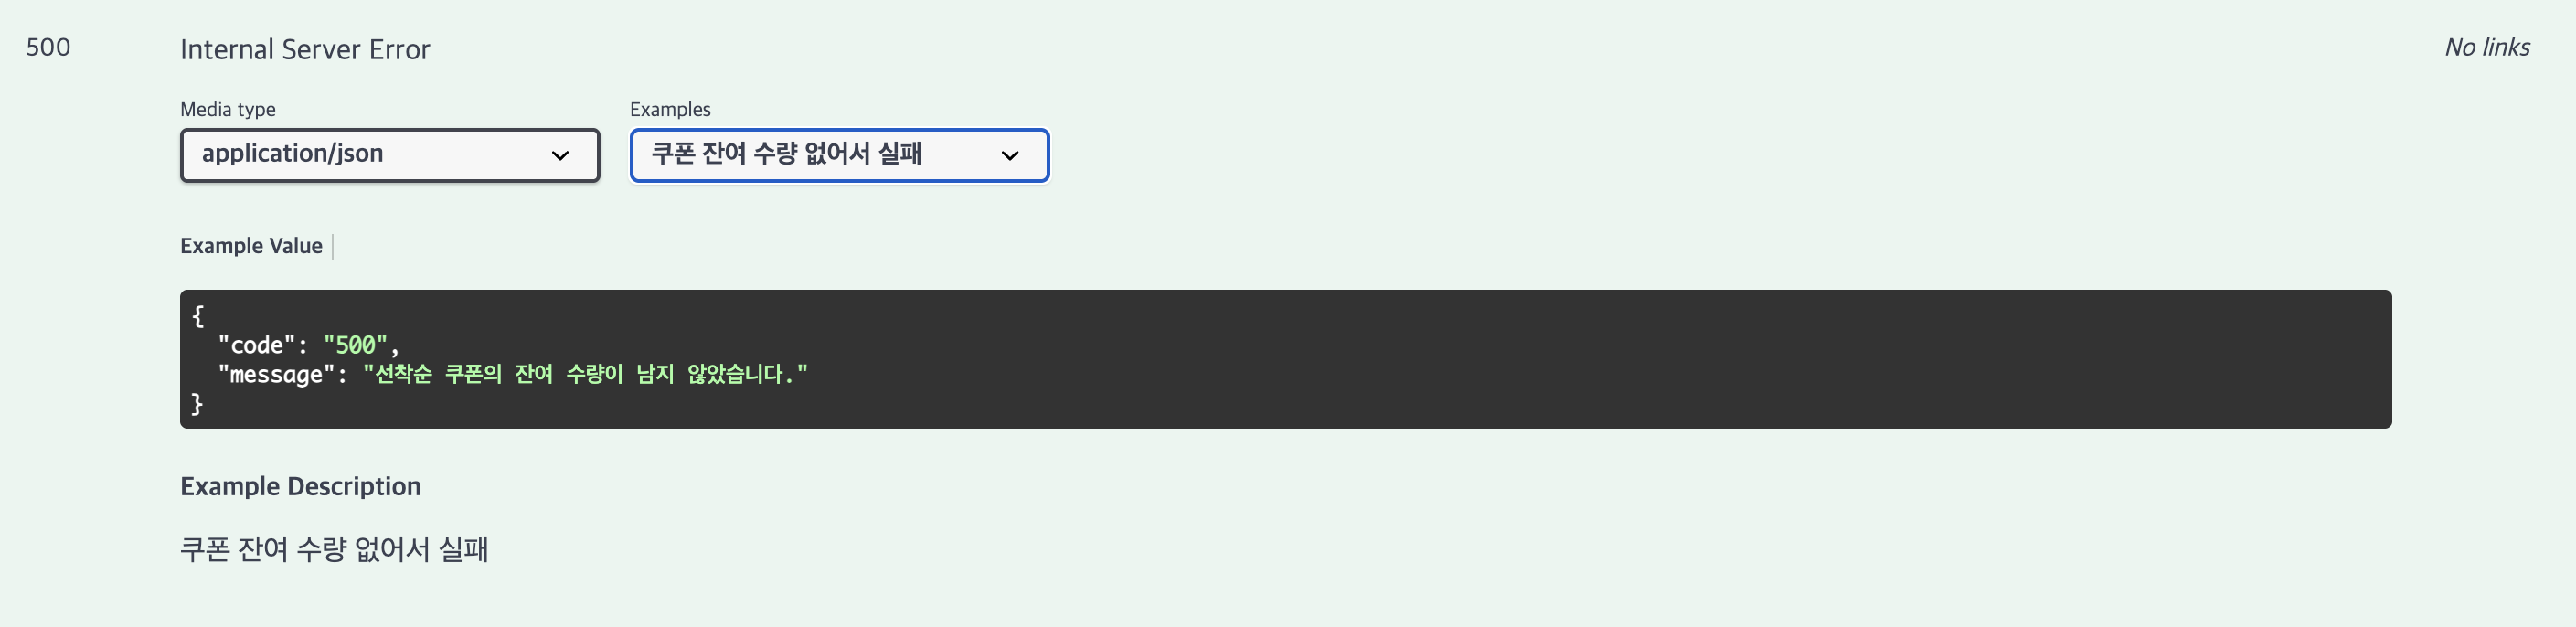 500 Internal Server Error No links
Media type Examples
application/json 쿠폰 잔여 수량 없어서 실패
Example Value
{
"code": "500",
"message": "선착순 쿠폰의 잔여 수량이 남지 않았습니다."
}
Example Description
쿠폰 잔여 수량 없어서 실패